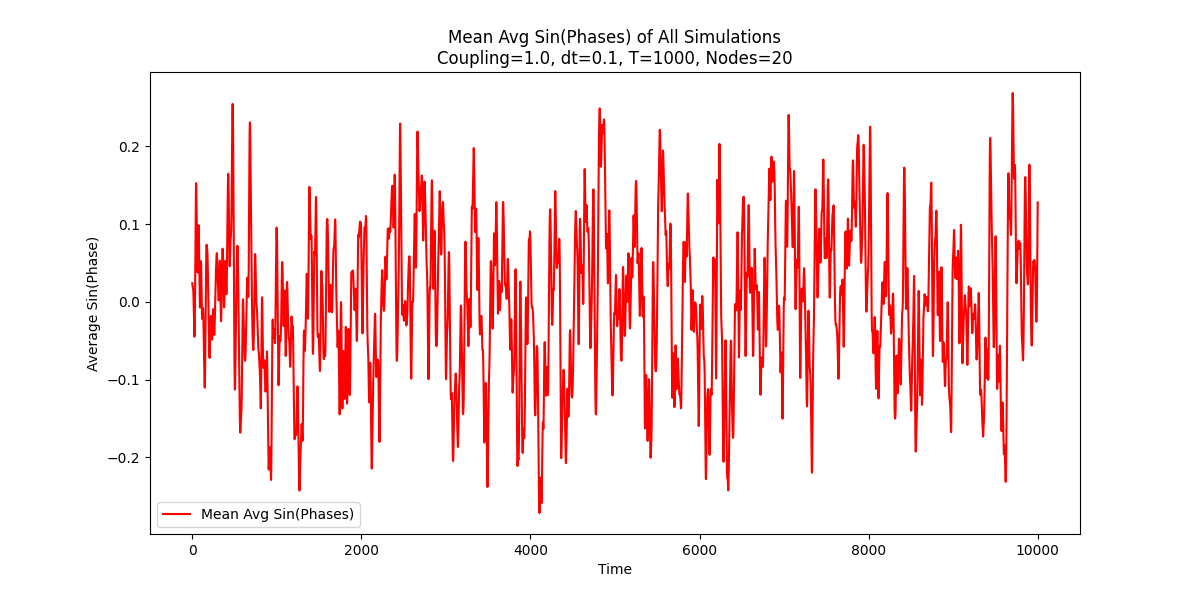 Mean Avg Sin(Phases) of All Simulations
Coupling=1.0, dt=0.1, T=1000, Nodes=20
Average Sin(Phase)
0.2
0.1
0.0
−0.1
−0.2
Mean Avg Sin(Phases)
0 2000 4000 6000 8000 10000
Time